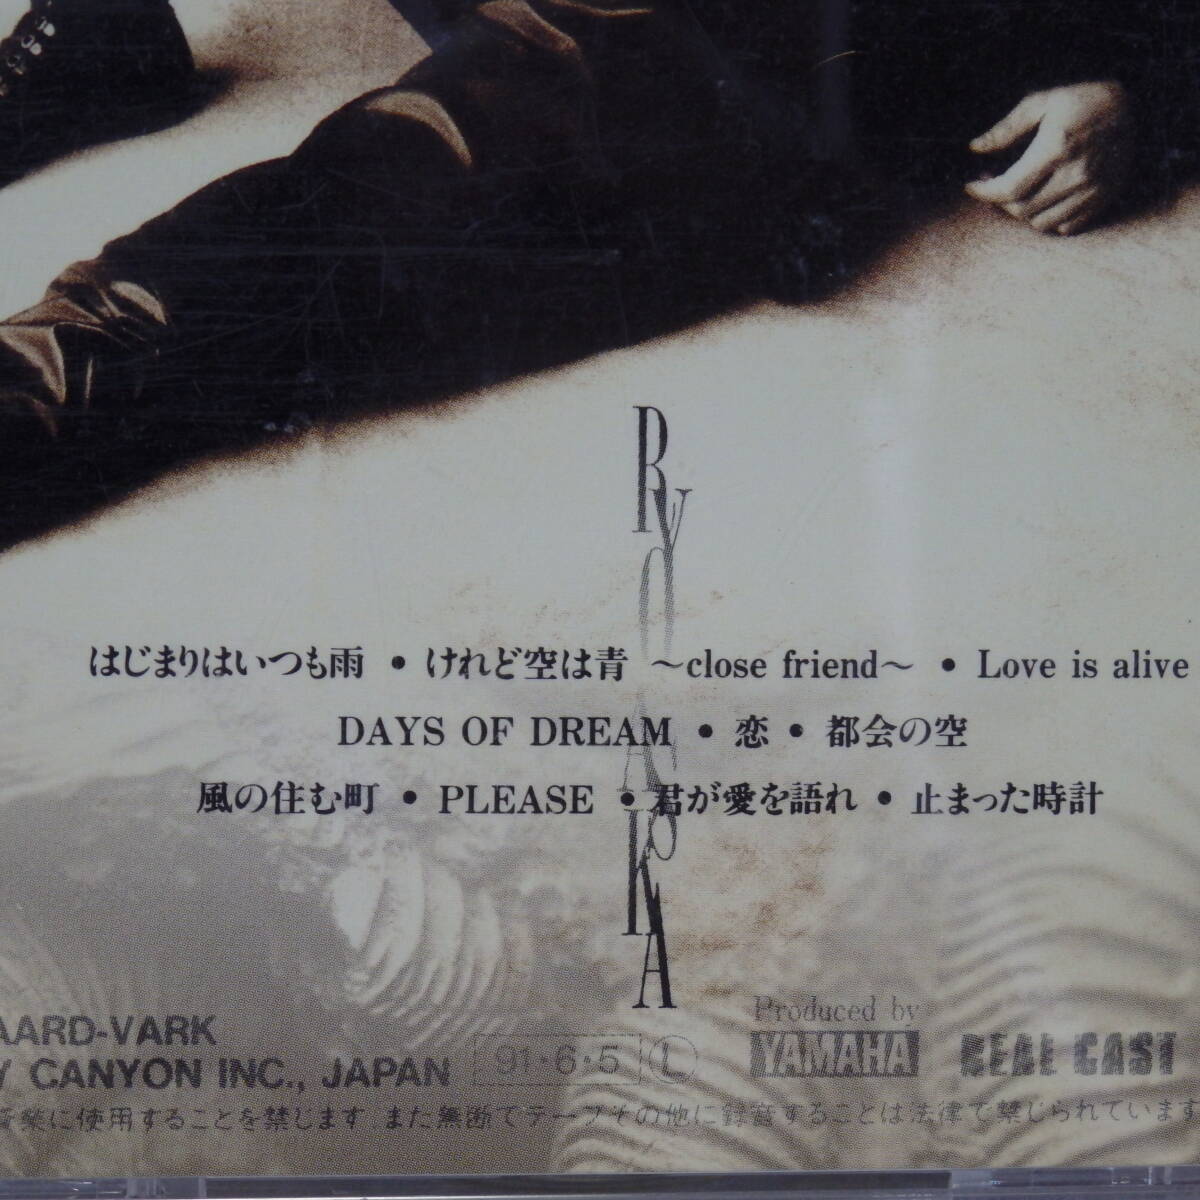 RYO ASKA
はじまりはいつも雨 • けれど空は青 〜close friend〜 • Love is alive
DAYS OF DREAM • 恋 • 都会の空
風の住む町 • PLEASE • 君が愛を語れ • 止まった時計
AARD-VARK
Y CANYON INC., JAPAN
91・6・5 L
Produced by
YAMAHA
REAL CAST
音楽に使用することを禁じます。また無断でテープその他に録音することは法律で禁じられています